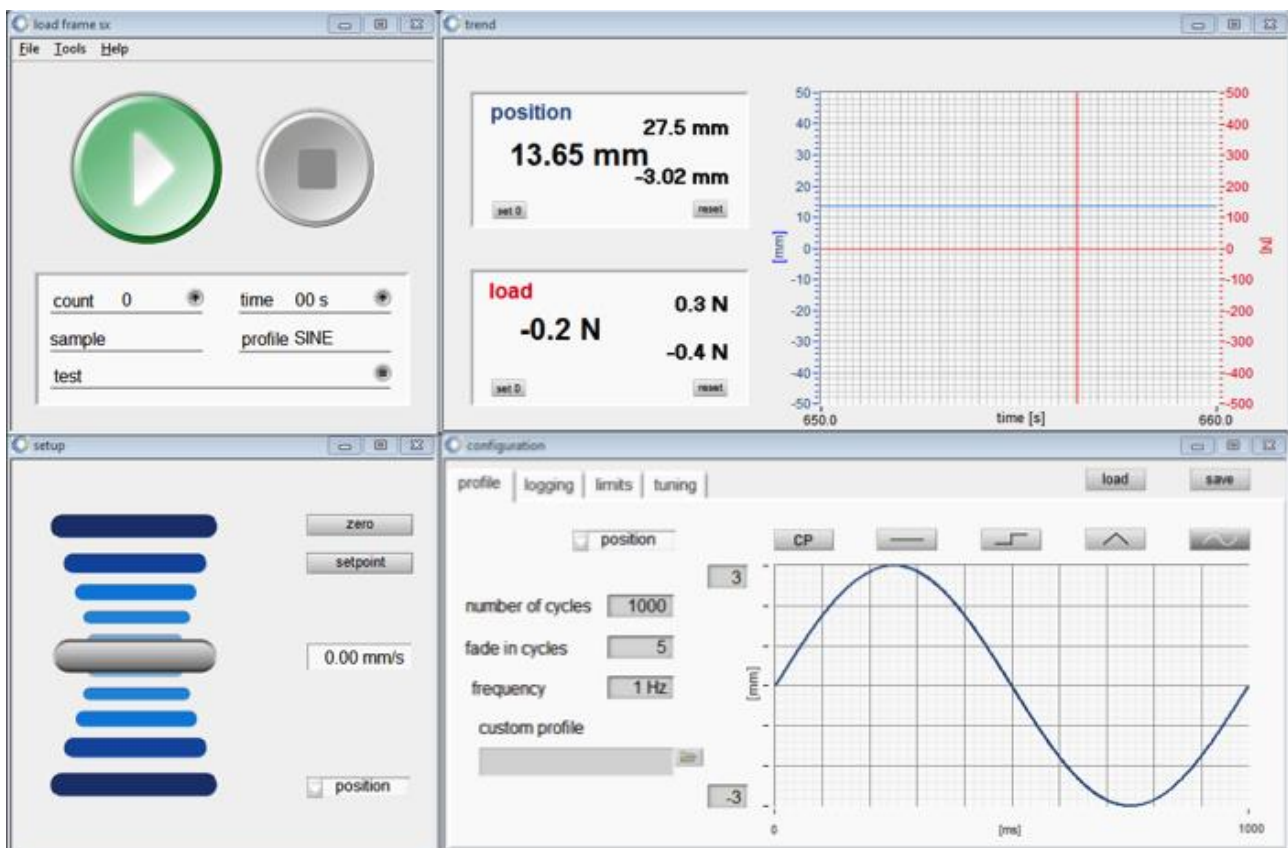 load frame sx
File Tools Help
count 0 time 00 s
sample profile SINE
test
trend
position
27.5 mm
13.65 mm
-3.02 mm
set 0 reset
load
0.3 N
-0.2 N
-0.4 N
set 0 reset
50 500
40 400
30 300
20 200
10 100
0 0
-10 -100
-20 -200
-30 -300
-40 -400
-50 -500
[mm] [N]
650.0 time [s] 660.0
setup
zero
setpoint
0.00 mm/s
position
configuration
profile logging limits tuning load save
position CP
3
number of cycles 1000
fade in cycles 5
frequency 1 Hz
[mm]
custom profile
-3
0 [ms] 1000